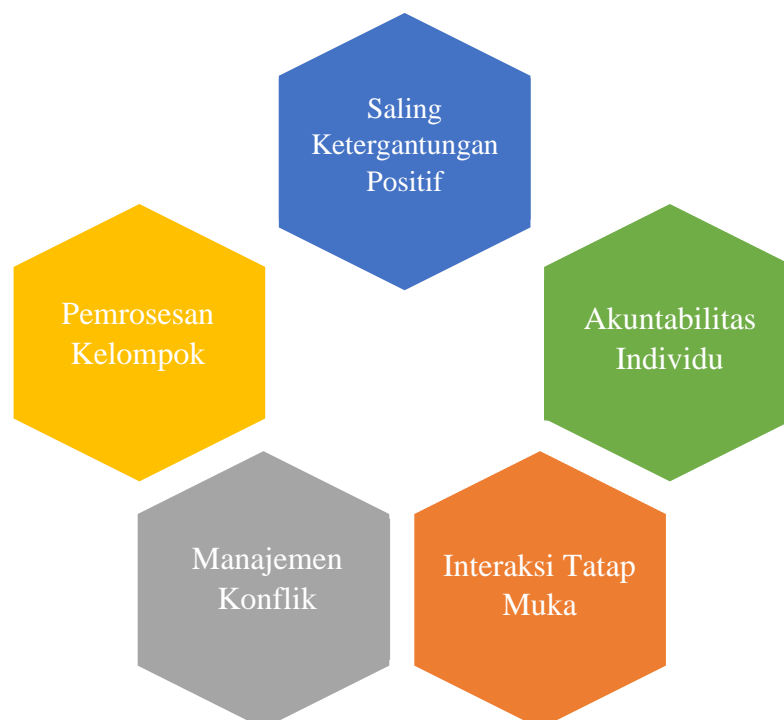 Saling
Ketergantungan
Positif
Akuntabilitas
Individu
Interaksi Tatap
Muka
Manajemen
Konflik
Pemrosesan
Kelompok